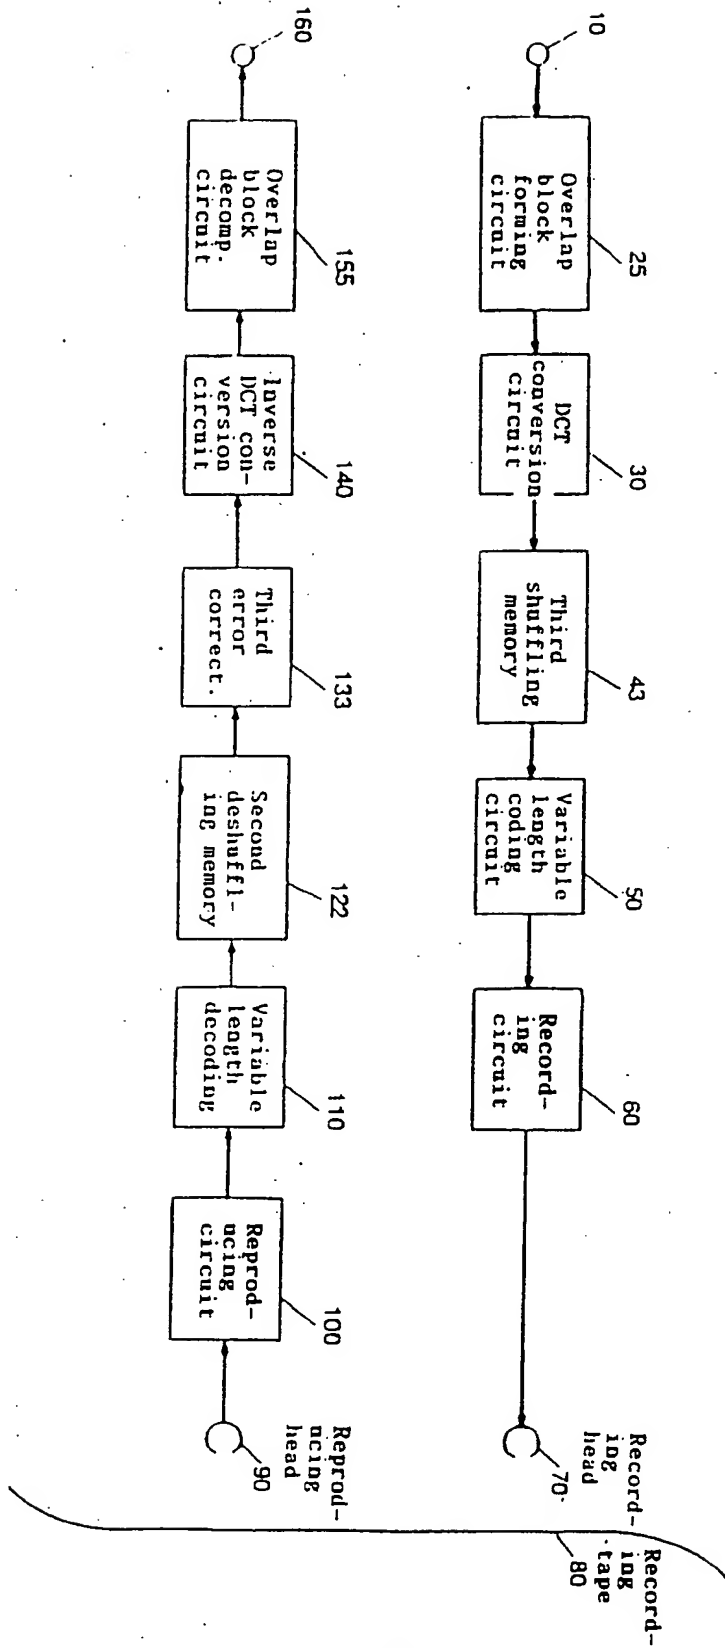 10
Overlap
block
forming
circuit
25
DCT
conversion
circuit
30
Third
shuffling
memory
43
Variable
length
coding
circuit
50
Record-
ing
circuit
60
Record-
ing
head
70
Record-
ing
tape
80
160
Overlap
block
decomp.
circuit
155
Inverse
DCT con-
version
circuit
140
Third
error
correct.
133
Second
deshuffl-
ing memory
122
Variable
length
decoding
110
Reprod-
ucing
circuit
100
Reprod-
ucing
head
90